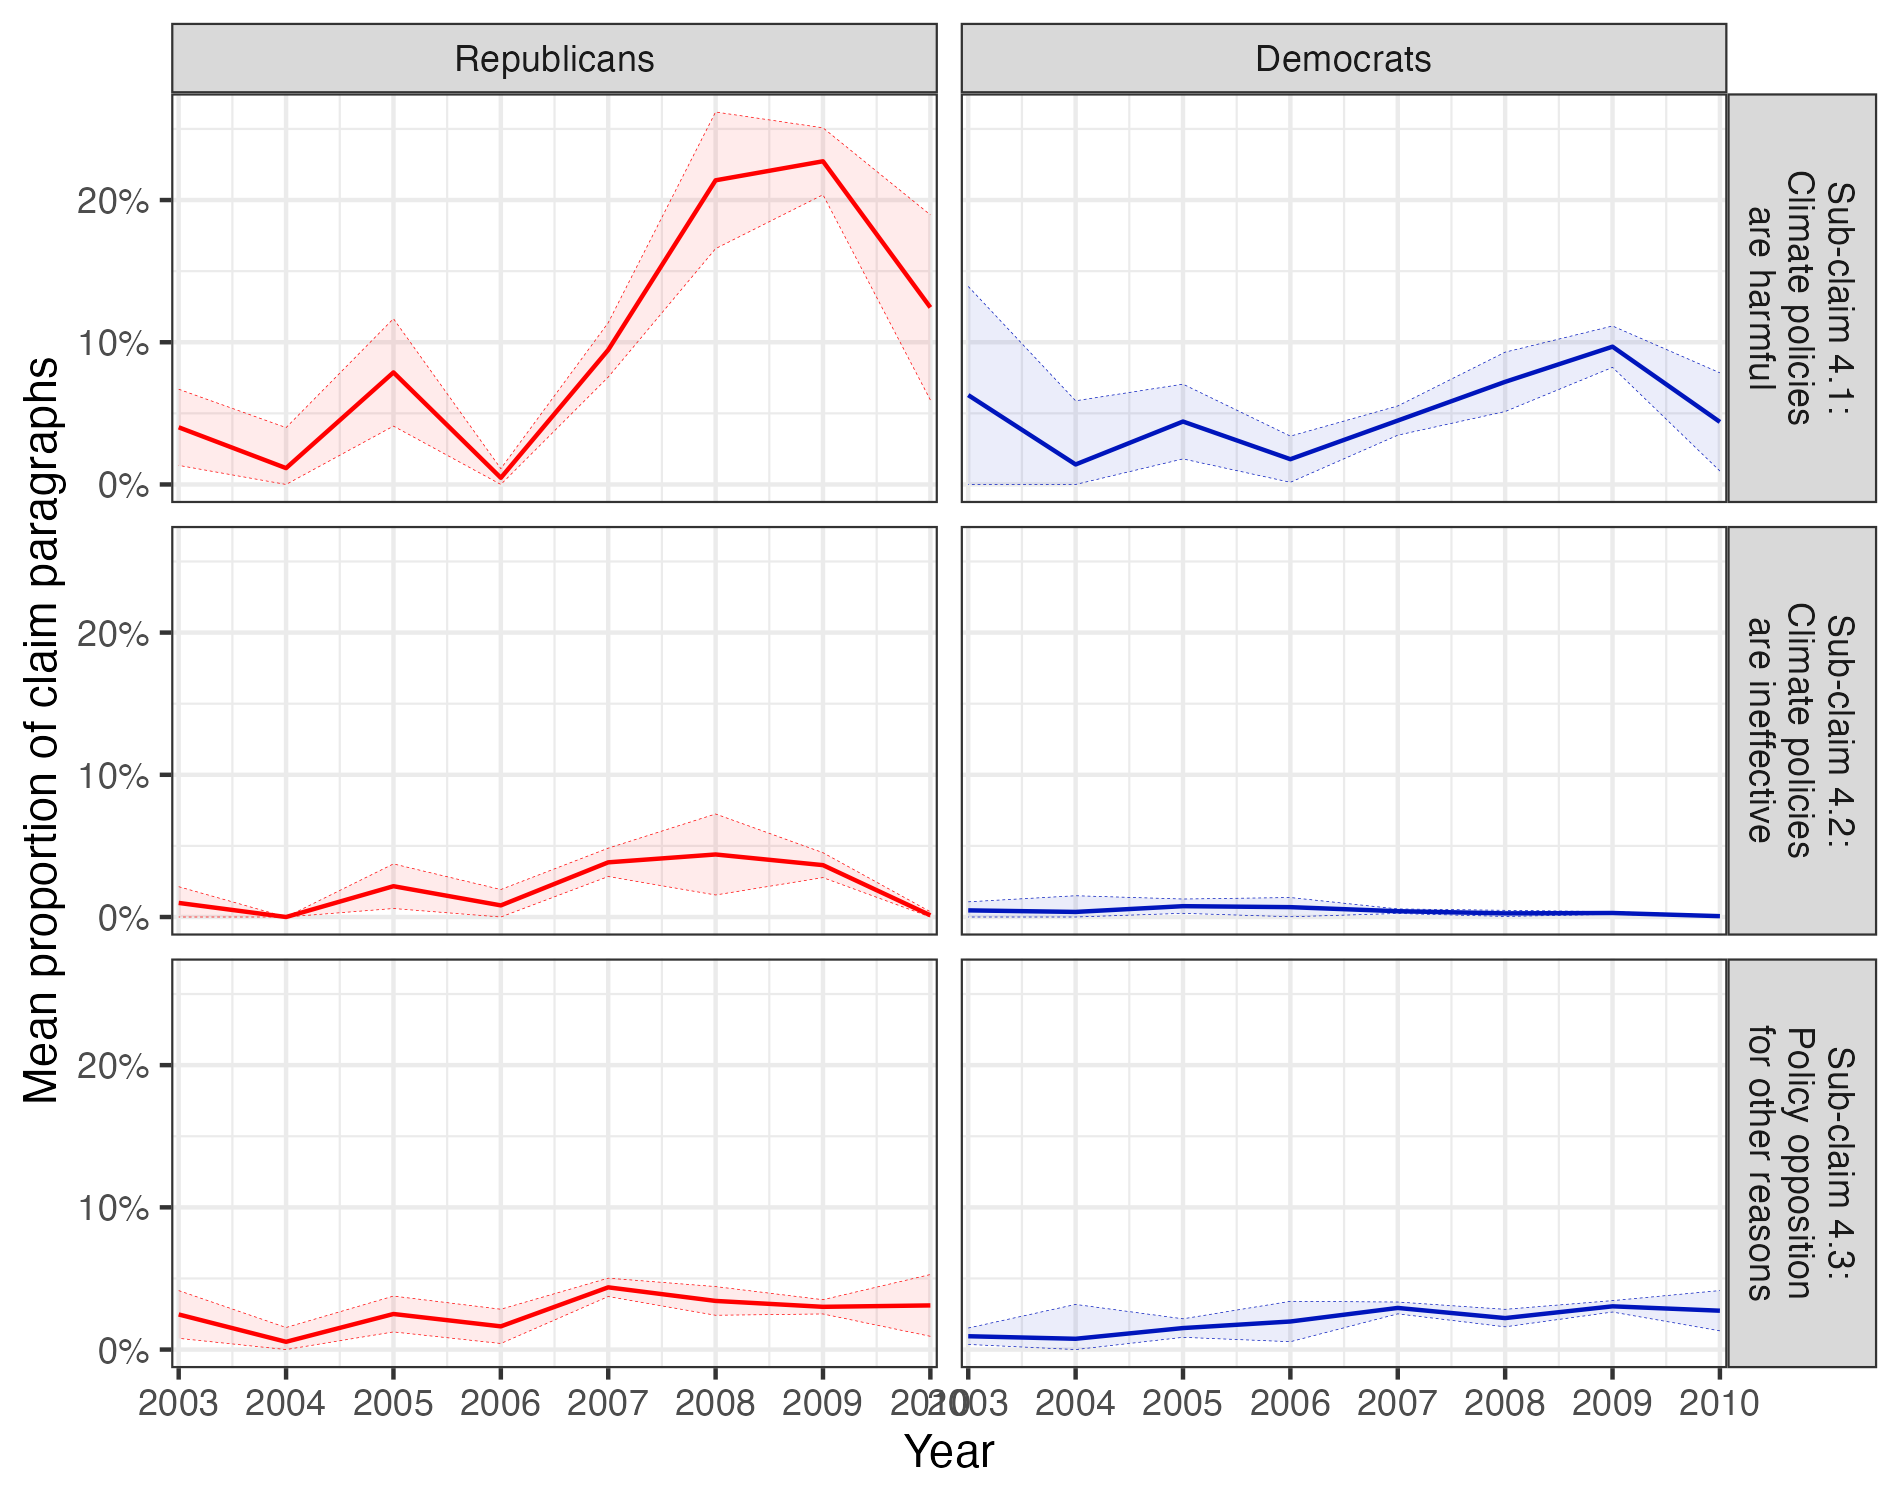 Republicans
Democrats
Sub-claim 4.1:
Climate policies
are harmful
Sub-claim 4.2:
Climate policies
are ineffective
Sub-claim 4.3:
Policy opposition
for other reasons
Mean proportion of claim paragraphs
20%
10%
0%
20%
10%
0%
20%
10%
0%
2003 2004 2005 2006 2007 2008 2009 2010
2003 2004 2005 2006 2007 2008 2009 2010
Year